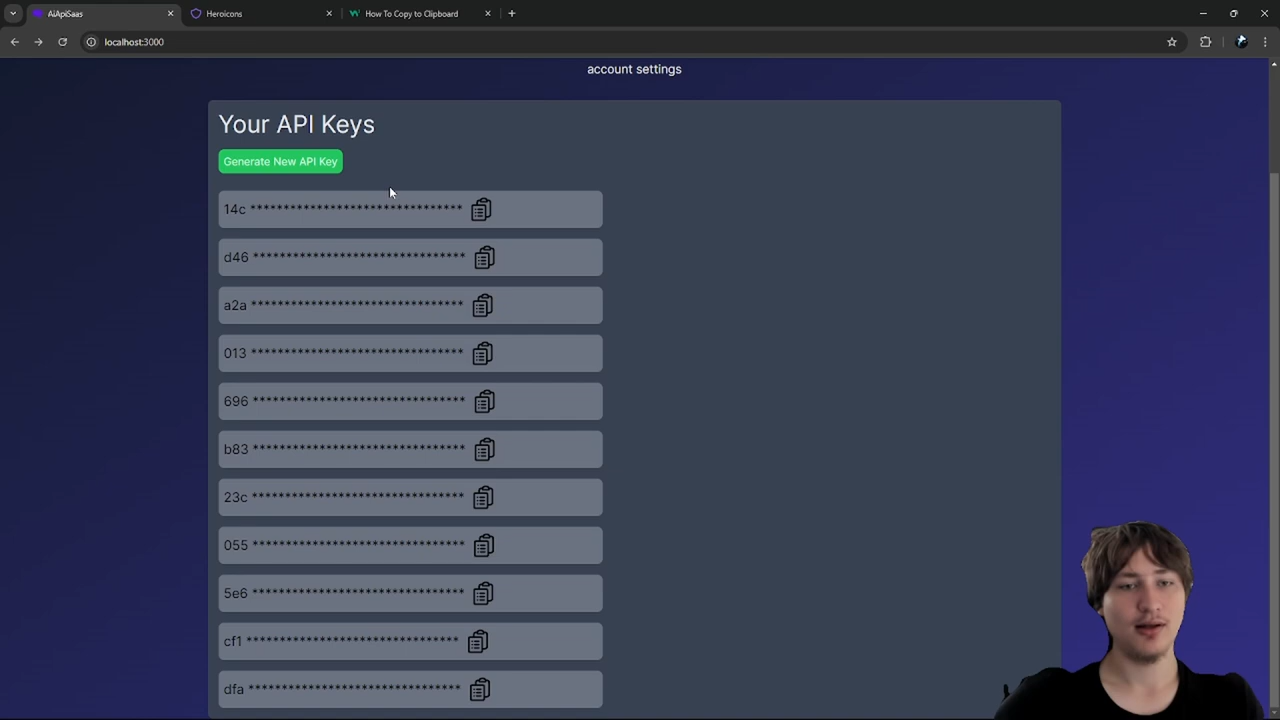 AiApiSaas
Heroicons
How To Copy to Clipboard
localhost:3000
account settings
Your API Keys
Generate New API Key
14c ********************************
d46 ********************************
a2a ********************************
013 ********************************
696 ********************************
b83 ********************************
23c ********************************
055 ********************************
5e6 ********************************
cf1 ********************************
dfa ********************************